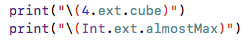 print("\(4.ext.cube)")
print("\(Int.ext.almostMax)")